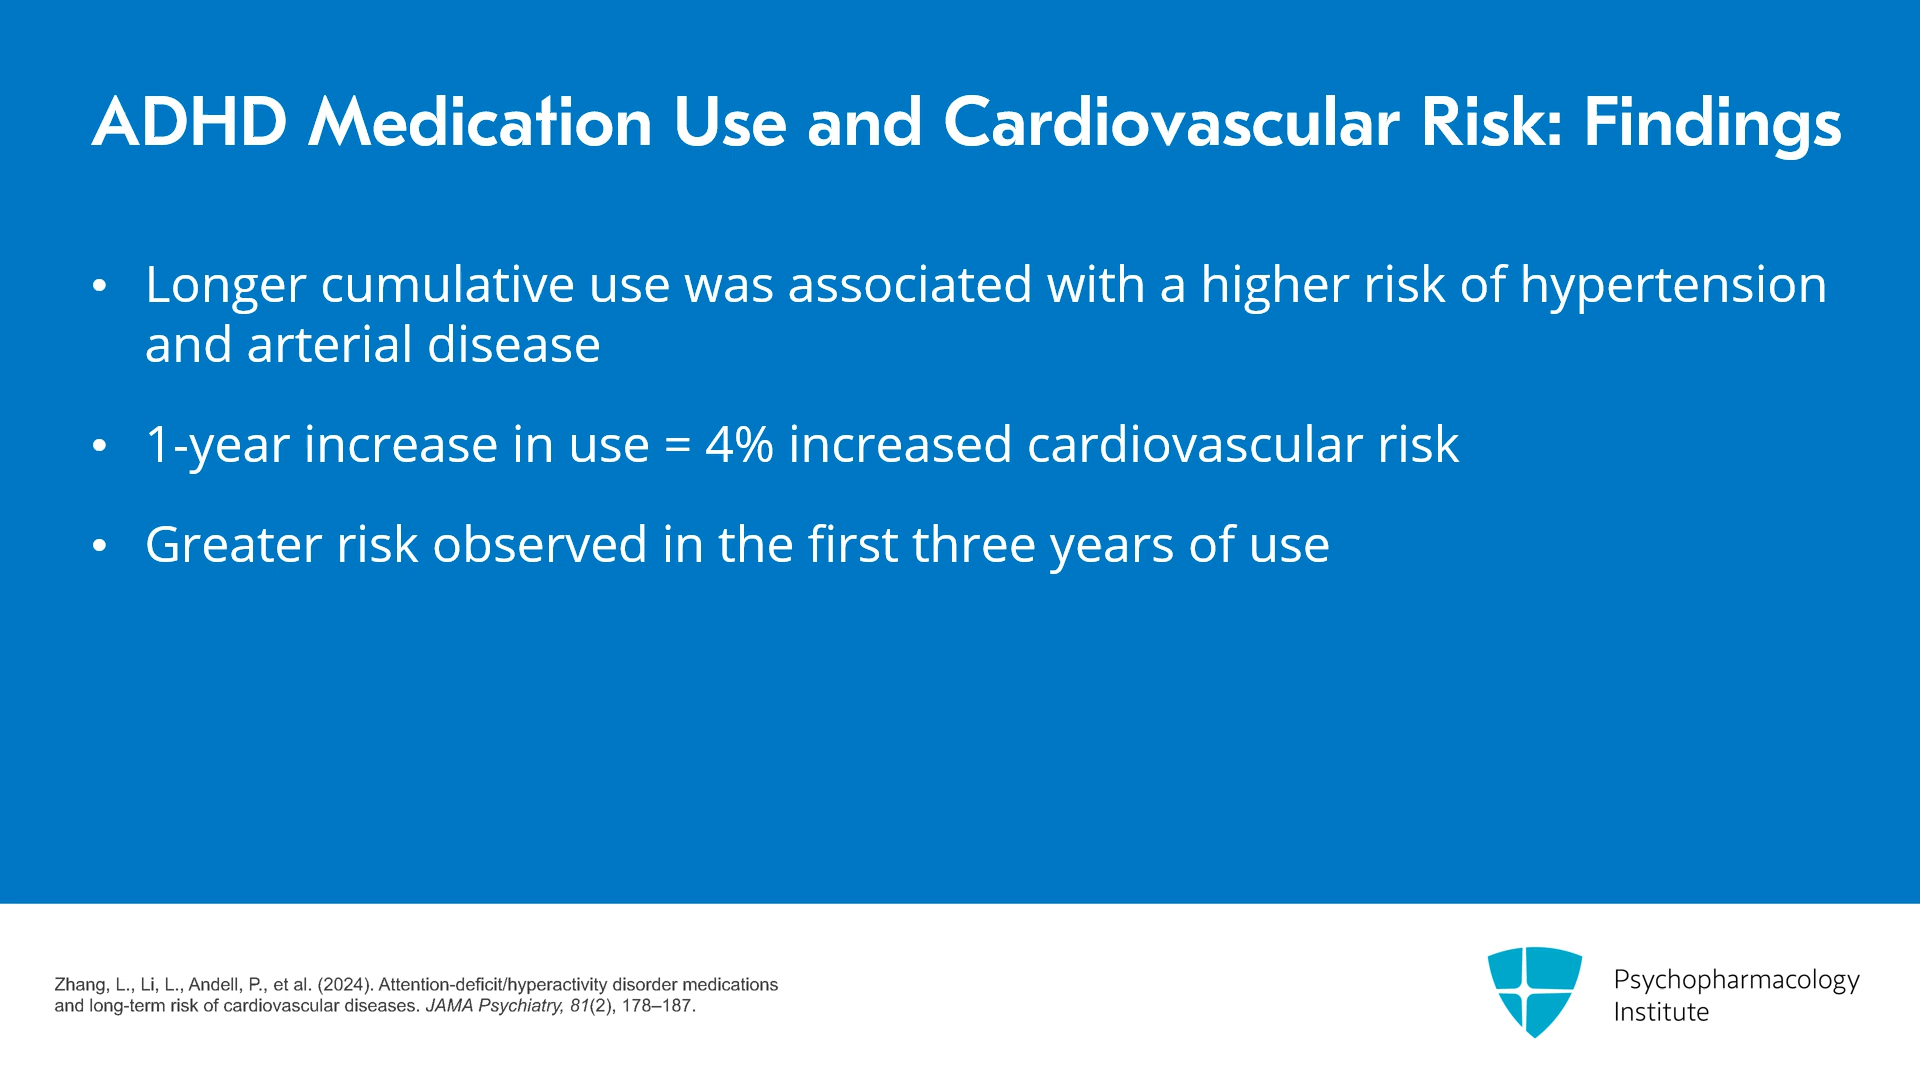 ADHD Medication Use and Cardiovascular Risk: Findings
• Longer cumulative use was associated with a higher risk of hypertension
and arterial disease
• 1-year increase in use = 4% increased cardiovascular risk
• Greater risk observed in the first three years of use
Zhang, L., Li, L., Andell, P., et al. (2024). Attention-deficit/hyperactivity disorder medications
and long-term risk of cardiovascular diseases. JAMA Psychiatry, 81(2), 178–187.
Psychopharmacology
Institute